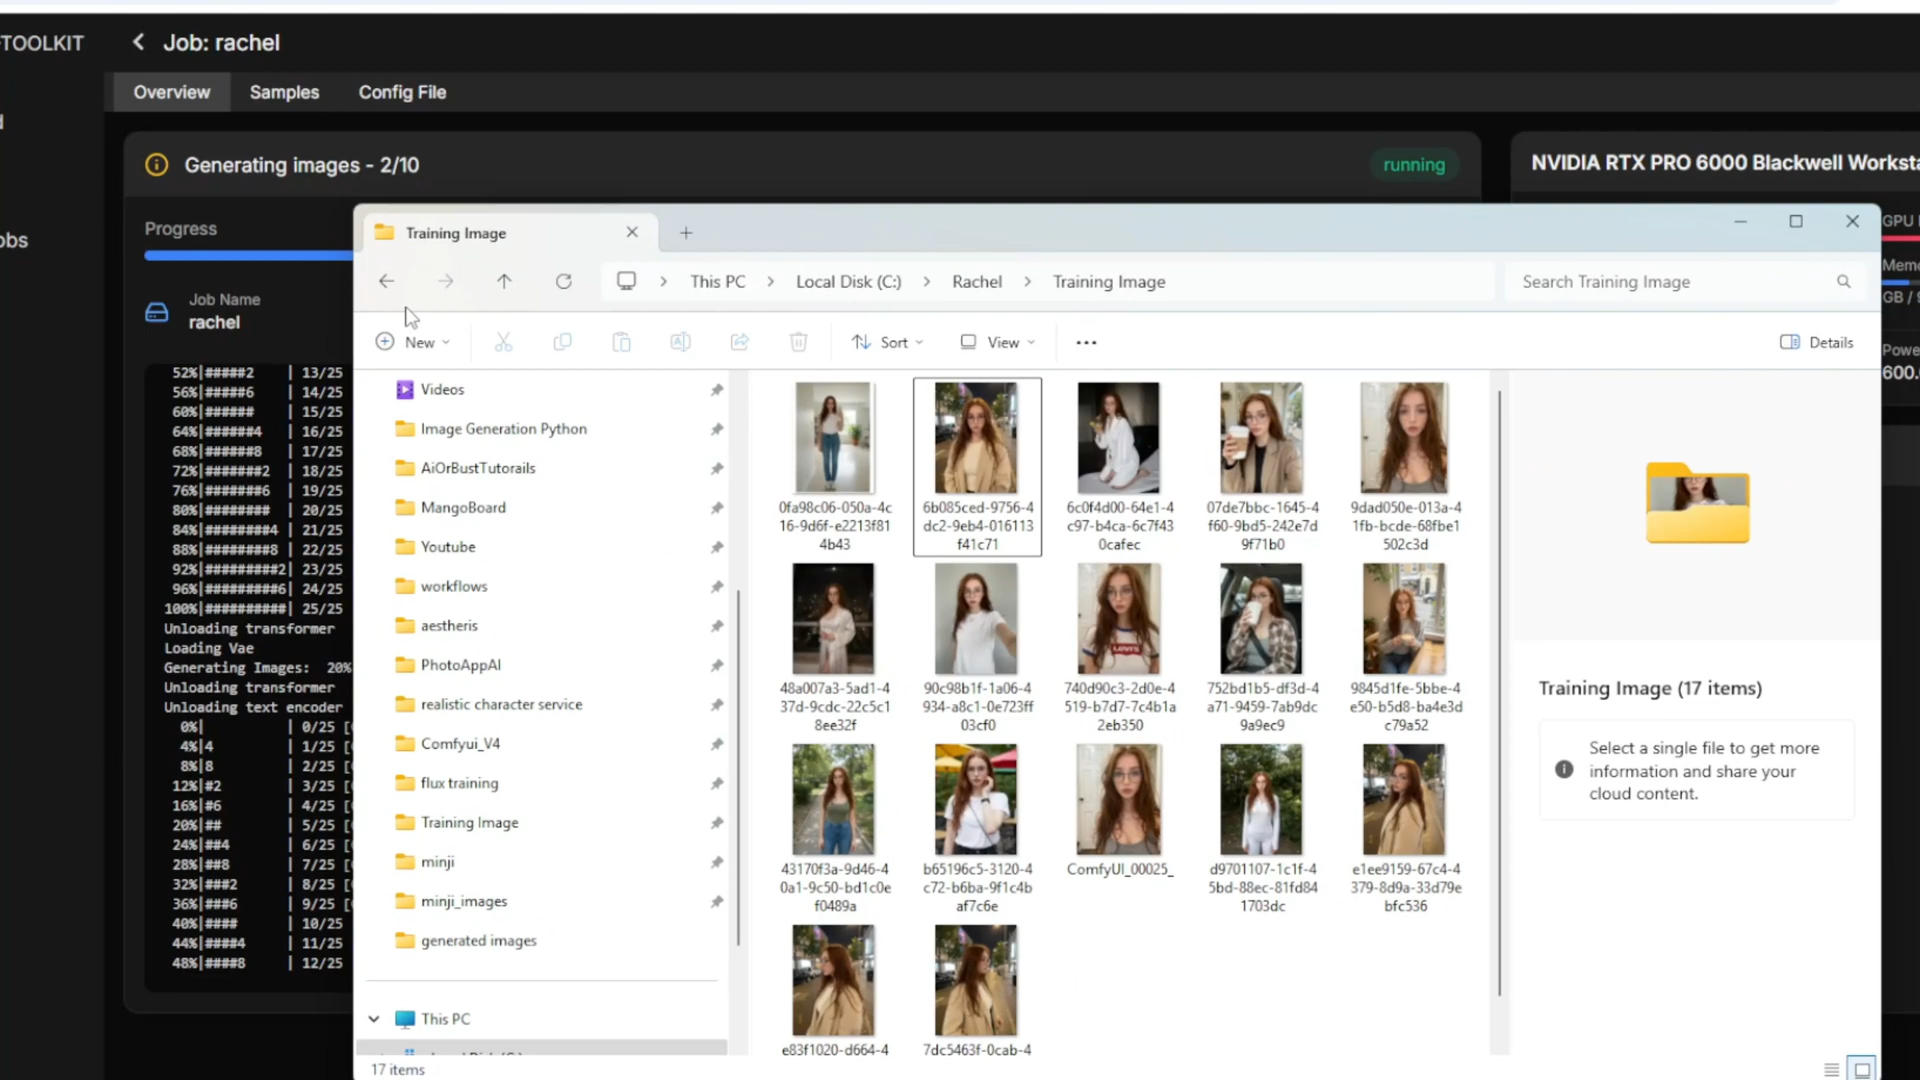 TOOLKIT
Job: rachel
Overview
Samples
Config File
Generating images - 2/10
running
NVIDIA RTX PRO 6000 Blackwell Worksta
Progress
Job Name
rachel
52%|#####2 | 13/25
56%|#####6 | 14/25
60%|###### | 15/25
64%|######4 | 16/25
68%|######8 | 17/25
72%|#######2 | 18/25
76%|#######6 | 19/25
80%|######## | 20/25
84%|########4 | 21/25
88%|########8 | 22/25
92%|#########2| 23/25
96%|#########6| 24/25
100%|##########| 25/25
Unloading transformer
Loading Vae
Generating Images: 20%
Unloading transformer
Unloading text encoder
0%| | 0/25 [
4%|4 | 1/25 [
8%|8 | 2/25 [
12%|#2 | 3/25 [
16%|#6 | 4/25 [
20%|## | 5/25 [
24%|##4 | 6/25 [
28%|##8 | 7/25 [
32%|###2 | 8/25 [
36%|###6 | 9/25 [
40%|#### | 10/25
44%|####4 | 11/25
48%|####8 | 12/25
obs
Training Image
This PC > Local Disk (C:) > Rachel > Training Image
Search Training Image
New
Sort
View
Details
Videos
Image Generation Python
AiOrBustTutorails
MangoBoard
Youtube
workflows
aestheris
PhotoAppAI
realistic character service
Comfyui_V4
flux training
Training Image
minji
minji_images
generated images
This PC
17 items
0fa98c06-050a-4c
16-9d6f-e2213f81
4b43
6b085ced-9756-4
dc2-9eb4-016113
f41c71
6c0f4d00-64e1-4
c97-b4ca-6c7f43
0cafec
07de7bbc-1645-4
f60-9bd5-242e7d
9f71b0
9dad050e-013a-4
1fb-bcde-68fbe1
502c3d
48a007a3-5ad1-4
37d-9cdc-22c5c1
8ee32f
90c98b1f-1a06-4
934-a8c1-0e723ff
03cf0
740d90c3-2d0e-4
519-b7d7-7c4b1a
2eb350
752bd1b5-df3d-4
a71-9459-7ab9dc
9a9ec9
9845d1fe-5bbe-4
e50-b5d8-ba4e3d
c79a52
43170f3a-9d46-4
0a1-9c50-bd1c0e
f0489a
b65196c5-3120-4
c72-b6ba-9f1c4b
af7c6e
ComfyUI_00025_
d9701107-1c1f-4
5bd-88ec-81fd84
1703dc
e1ee9159-67c4-4
379-8d9a-33d79e
bfc536
e83f1020-d664-4
7dc5463f-0cab-4
Training Image (17 items)
Select a single file to get more
information and share your
cloud content.
GPU
Memo
GB / 9
Powe
600.